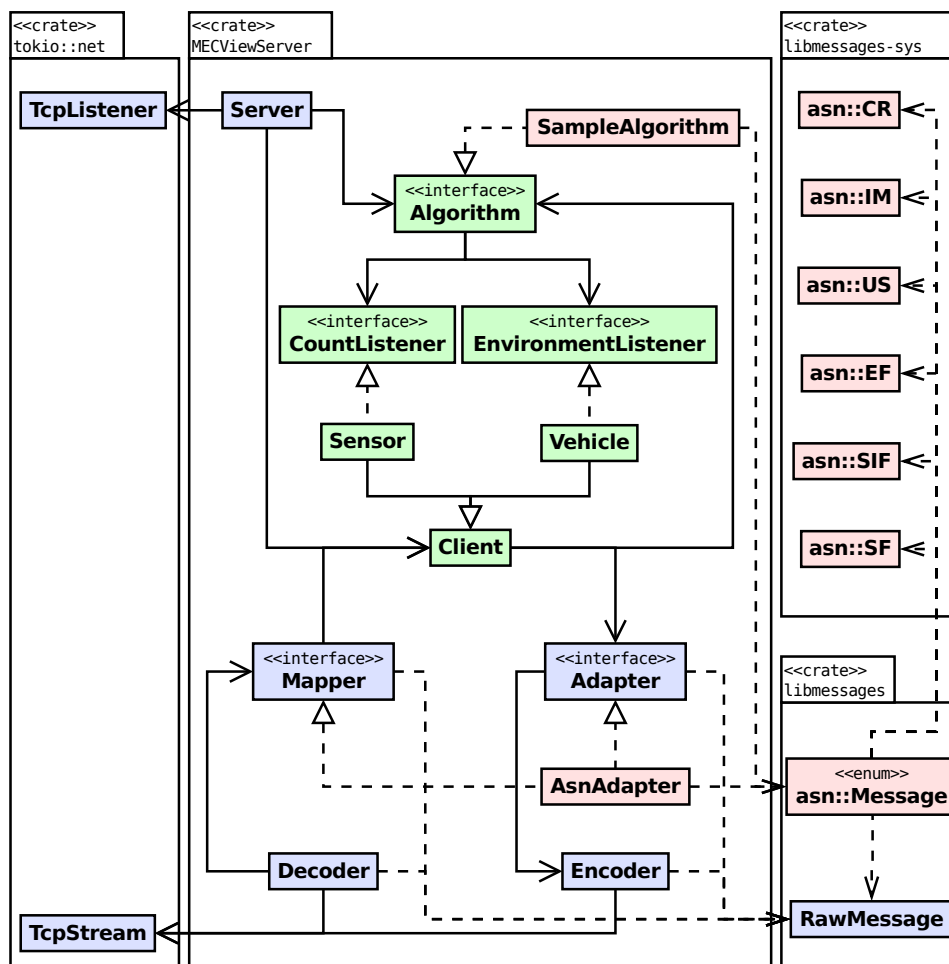 <<crate>>
tokio::net
<<crate>>
MECViewServer
<<crate>>
libmessages-sys
TcpListener
Server
SampleAlgorithm
asn::CR
<<interface>>
Algorithm
asn::IM
asn::US
<<interface>>
CountListener
<<interface>>
EnvironmentListener
asn::EF
Sensor
Vehicle
asn::SIF
Client
asn::SF
<<interface>>
Mapper
<<interface>>
Adapter
<<crate>>
libmessages
AsnAdapter
<<enum>>
asn::Message
Decoder
Encoder
TcpStream
RawMessage